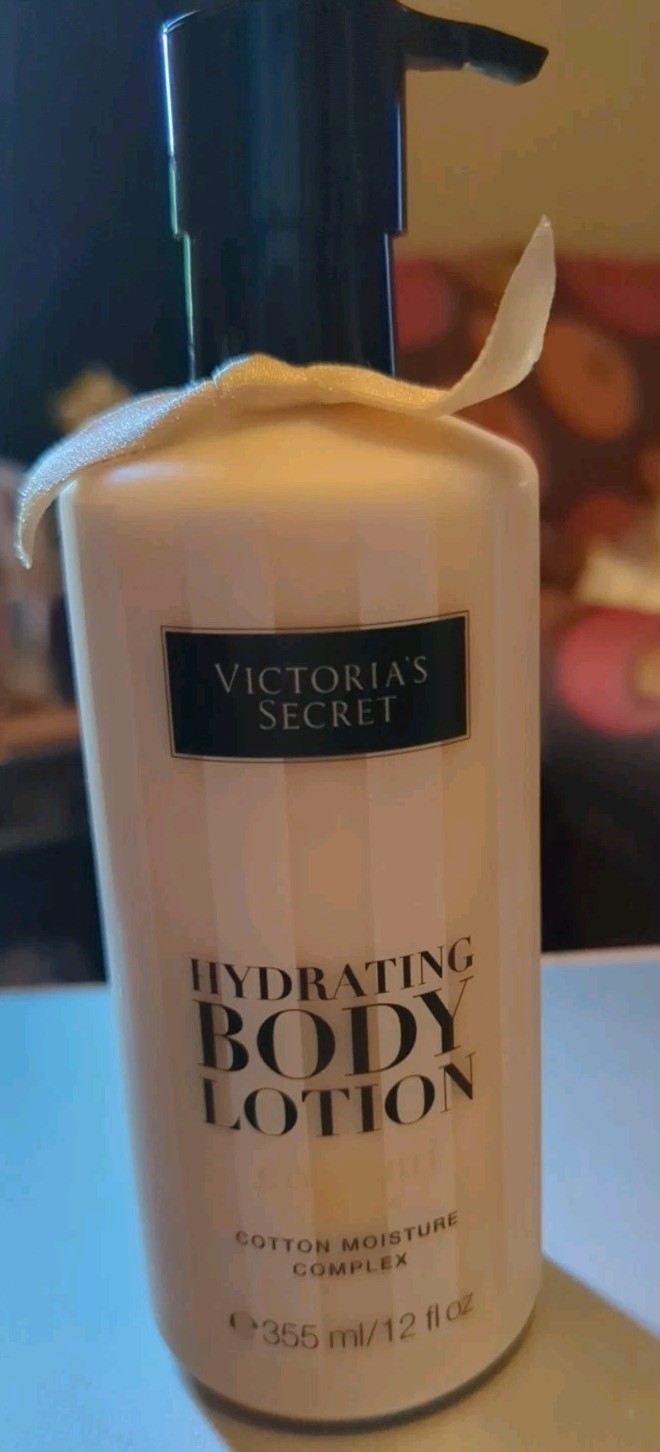 VICTORIA'S
SECRET
HYDRATING
BODY
LOTION
COTTON MOISTURE
COMPLEX
℮355 ml/12 fl oz